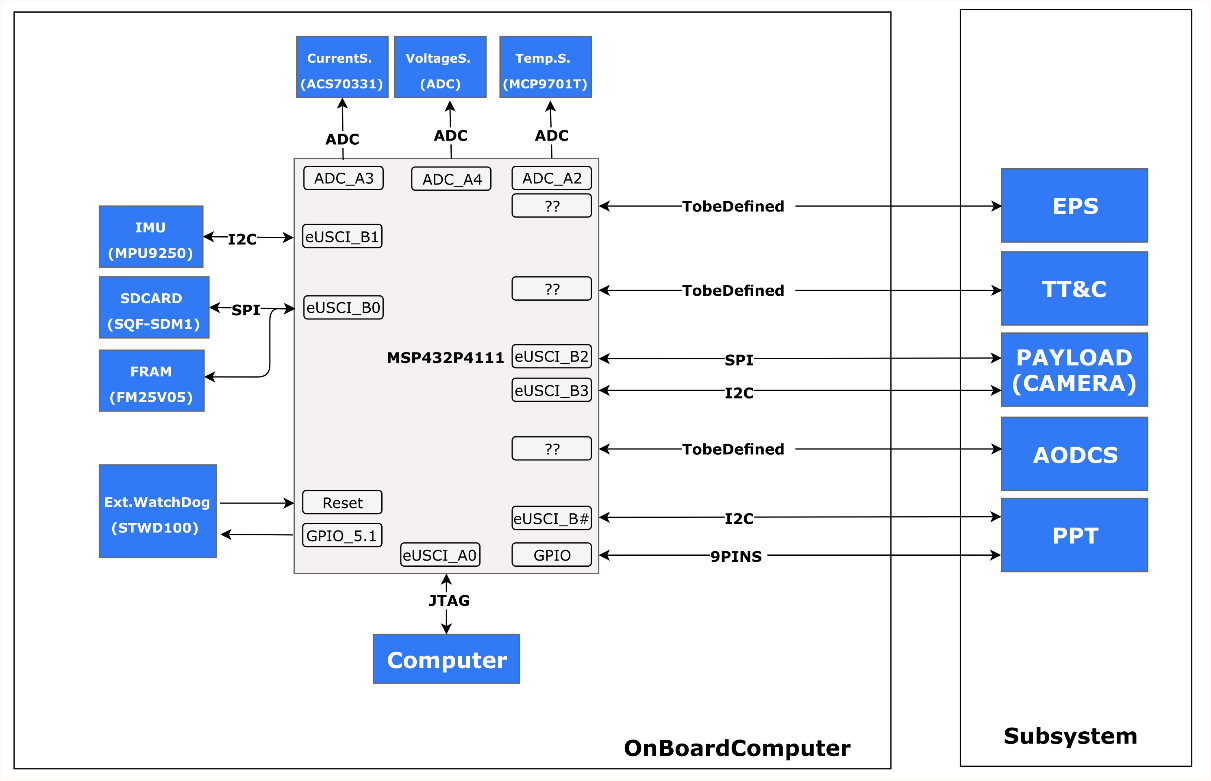 CurrentS.
(ACS70331)
VoltageS.
(ADC)
Temp.S.
(MCP9701T)
ADC
ADC
ADC
ADC_A3
ADC_A4
ADC_A2
??
TobeDefined
EPS
IMU
(MPU9250)
I2C
eUSCI_B1
SDCARD
(SQF-SDM1)
SPI
eUSCI_B0
??
TobeDefined
TT&C
FRAM
(FM25V05)
MSP432P4111
eUSCI_B2
SPI
PAYLOAD
(CAMERA)
eUSCI_B3
I2C
??
TobeDefined
AODCS
Ext.WatchDog
(STWD100)
Reset
GPIO_5.1
eUSCI_B#
I2C
PPT
eUSCI_A0
GPIO
9PINS
JTAG
Computer
OnBoardComputer
Subsystem